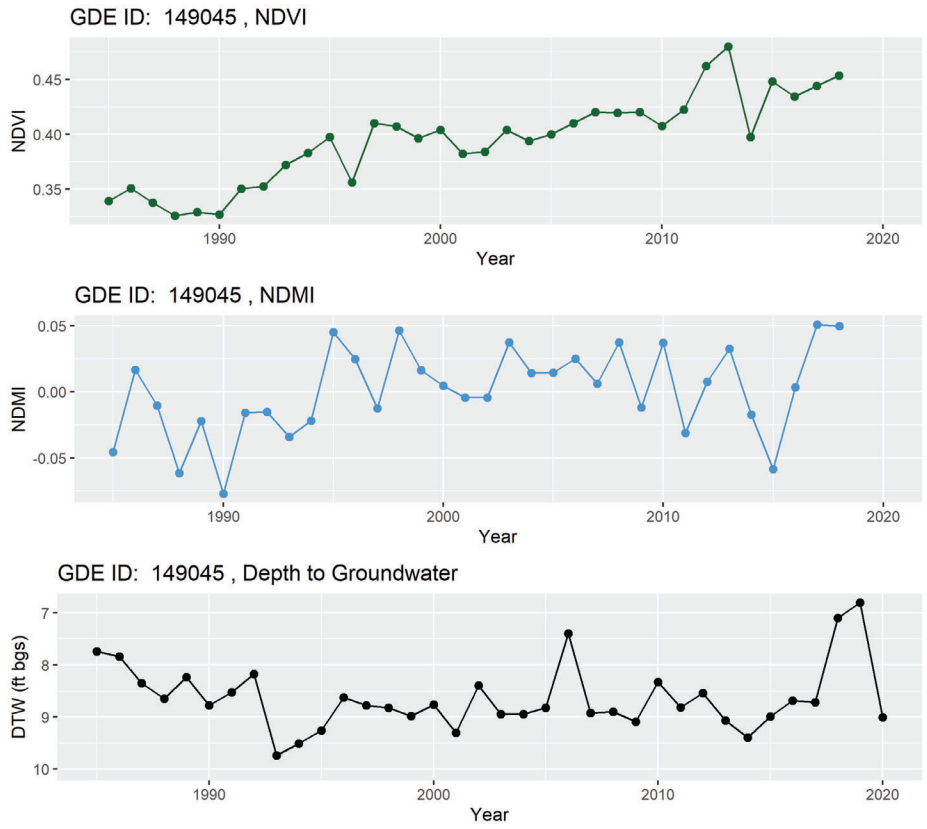 GDE ID:  149045 , NDVI
0.45
0.40
0.35
NDVI
1990 2000 2010 2020
Year
GDE ID:  149045 , NDMI
0.05
0.00
-0.05
NDMI
1990 2000 2010 2020
Year
GDE ID:  149045 , Depth to Groundwater
7
8
9
10
DTW (ft bgs)
1990 2000 2010 2020
Year